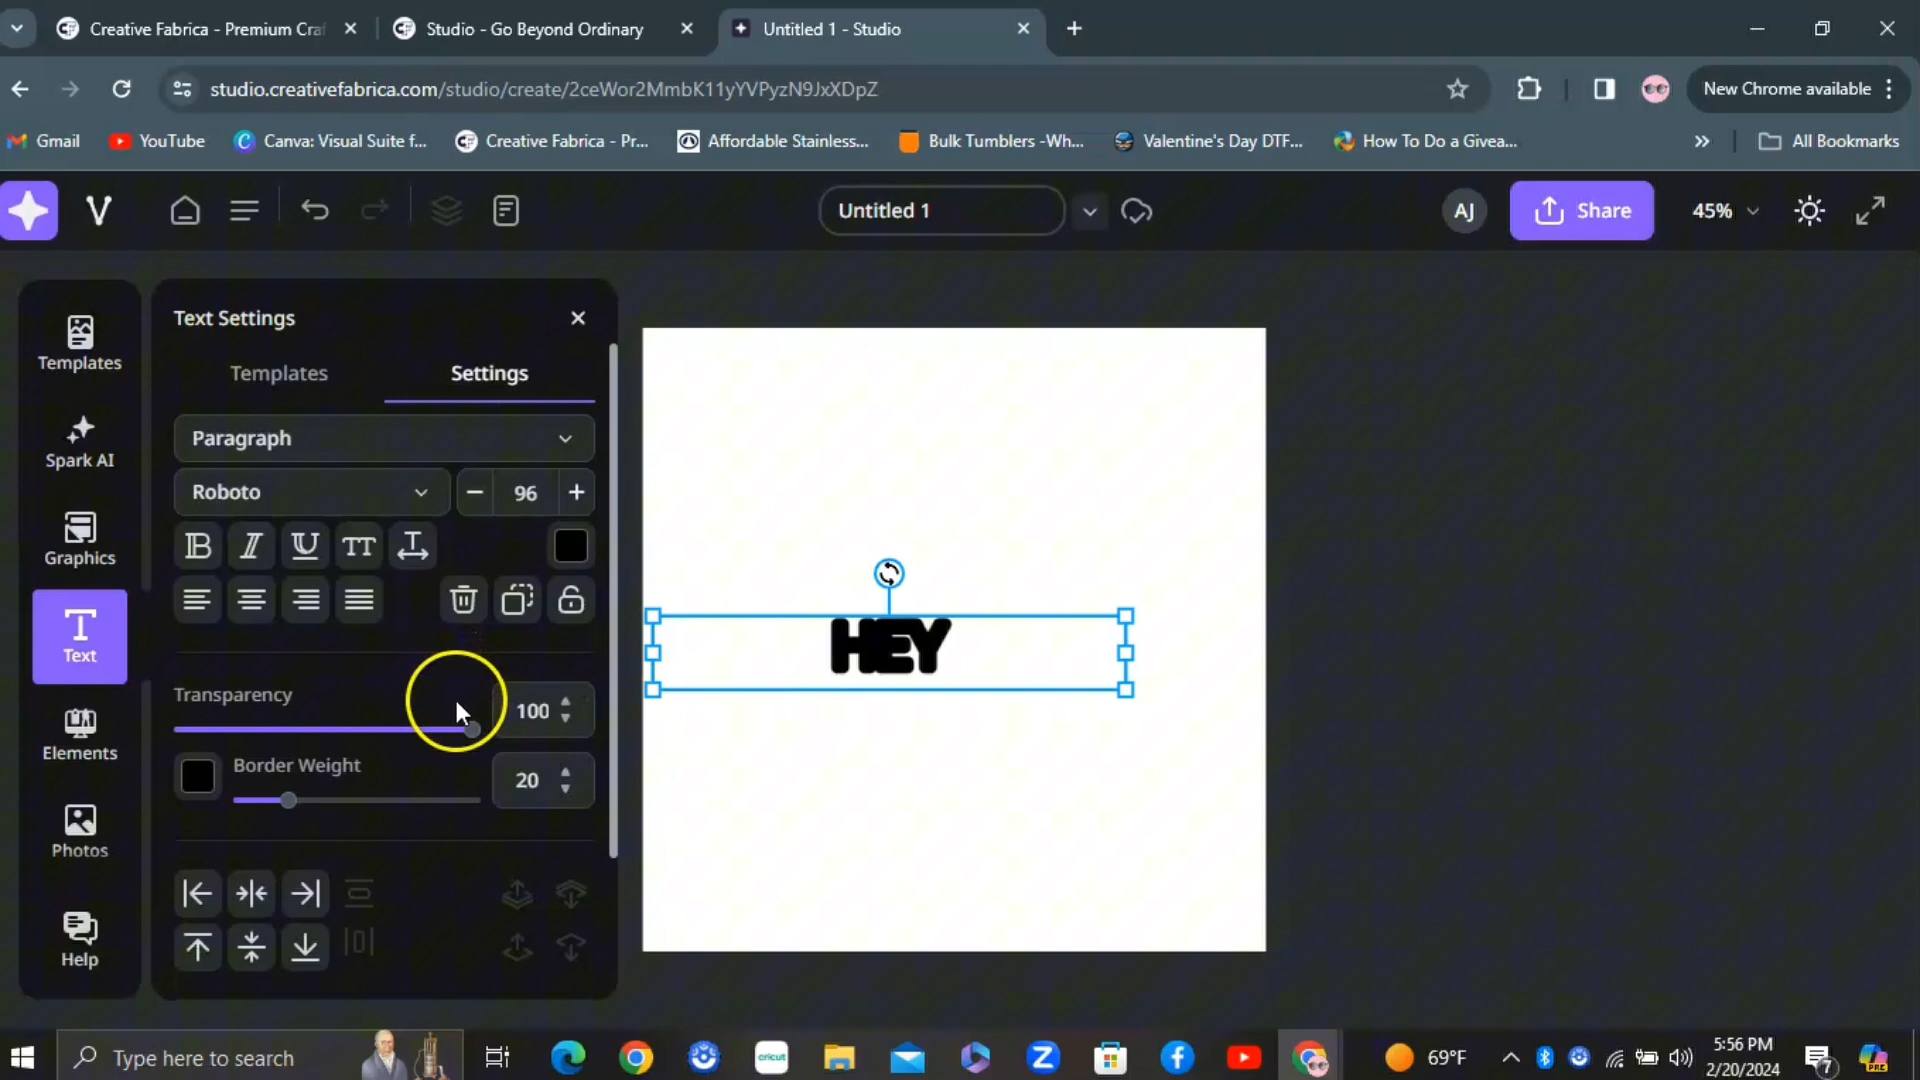 Creative Fabrica - Premium Craf
Studio - Go Beyond Ordinary
Untitled 1 - Studio
studio.creativefabrica.com/studio/create/2ceWor2MmbK11yYVPyzN9JxXDpZ
New Chrome available
Gmail
YouTube
Canva: Visual Suite f...
Creative Fabrica - Pr...
Affordable Stainless...
Bulk Tumblers -Wh...
Valentine's Day DTF...
How To Do a Givea...
All Bookmarks
Untitled 1
AJ
Share
45%
Templates
Spark AI
Graphics
Text
Elements
Photos
Help
Text Settings
Templates
Settings
Paragraph
Roboto
96
Transparency
100
Border Weight
20
HEY
Type here to search
cricut
69°F
5:56 PM
2/20/2024
7
PRE